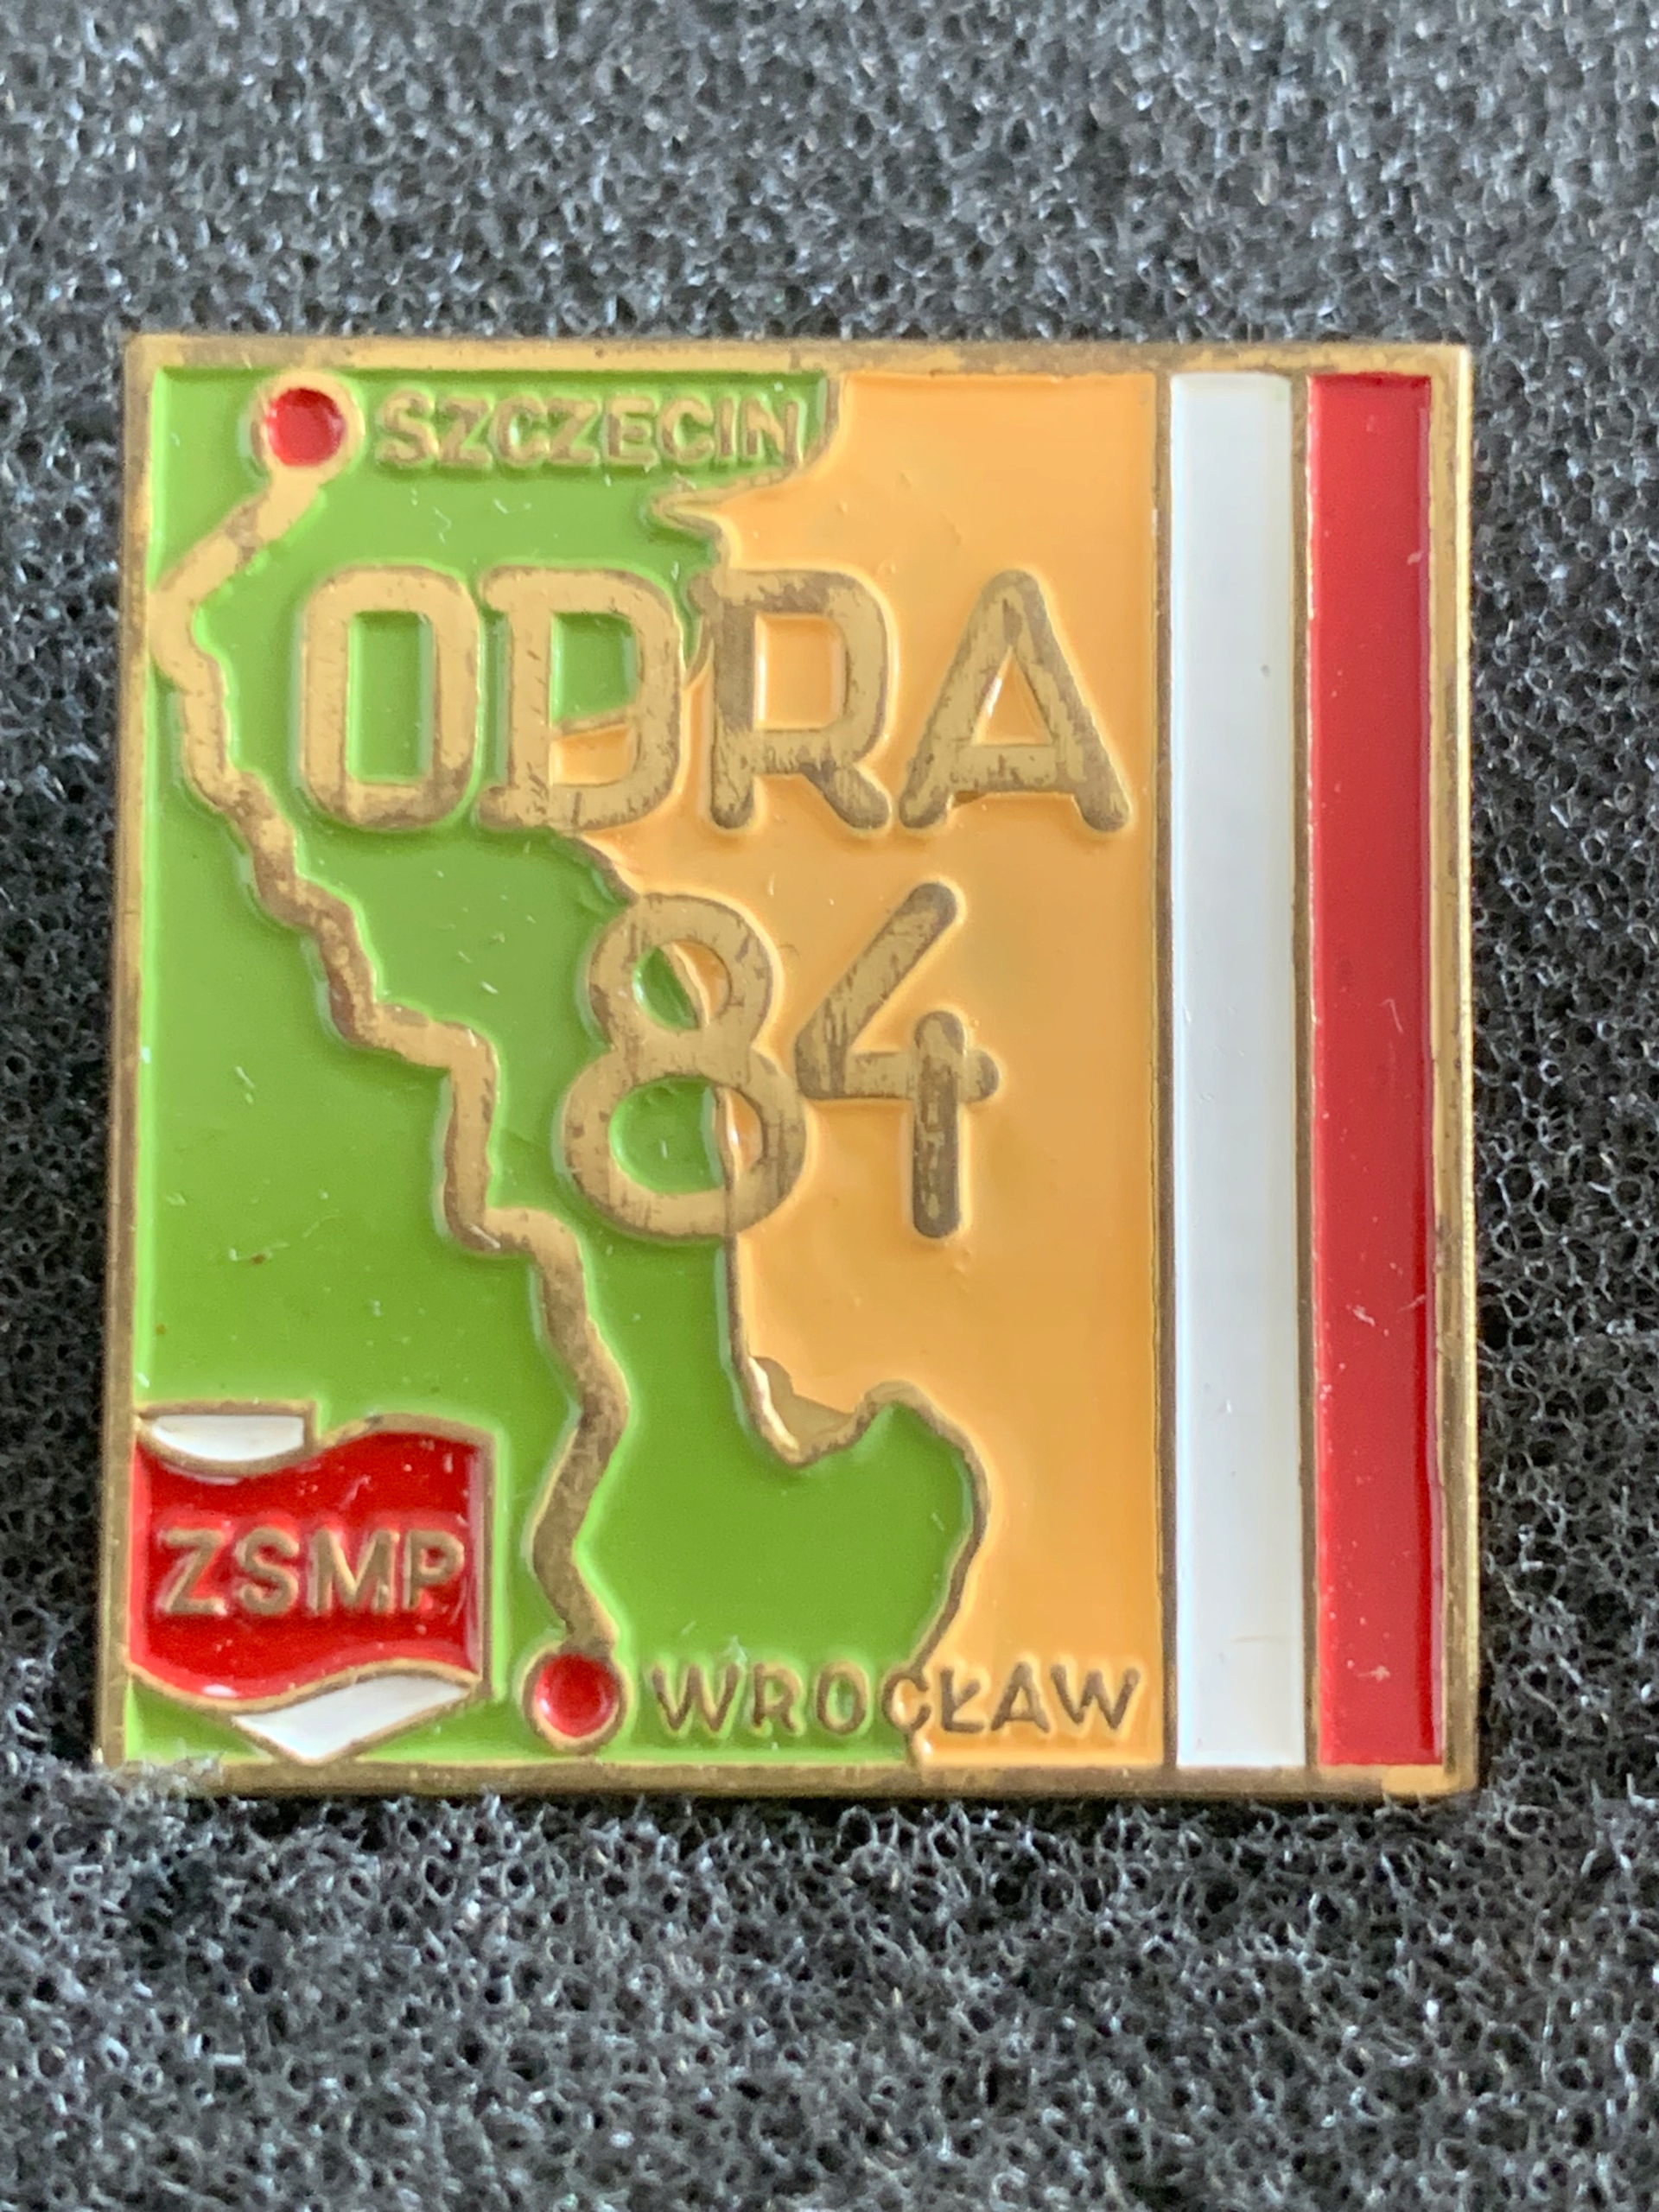 SZCZECIN
ODRA
84
ZSMP
WROCŁAW